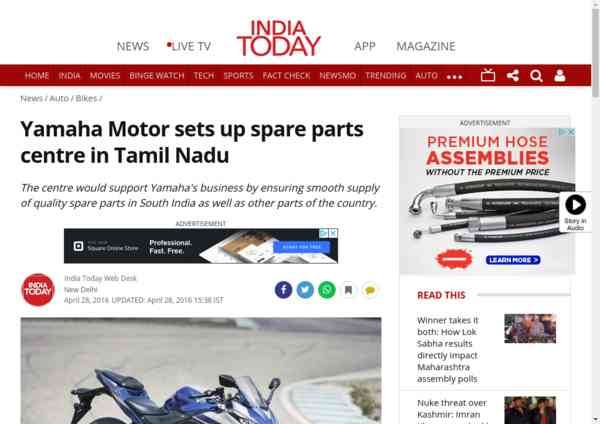 NEWS
LIVE TV
INDIA
TODAY
APP
MAGAZINE
HOME INDIA MOVIES BINGE WATCH TECH SPORTS FACT CHECK NEWSMO TRENDING AUTO
News / Auto / Bikes /
Yamaha Motor sets up spare parts
centre in Tamil Nadu
The centre would support Yamaha's business by ensuring smooth supply
of quality spare parts in South India as well as other parts of the country.
ADVERTISEMENT
Square Online Store
Professional.
Fast. Free.
START FOR FREE
INDIA
TODAY
India Today Web Desk
New Delhi
April 28, 2016 UPDATED: April 28, 2016 15:38 IST
ADVERTISEMENT
PREMIUM HOSE
ASSEMBLIES
WITHOUT THE PREMIUM PRICE
LEARN MORE
Story in
Audio
READ THIS
Winner takes it
both: How Lok
Sabha results
directly impact
Maharashtra
assembly polls
Nuke threat over
Kashmir: Imran